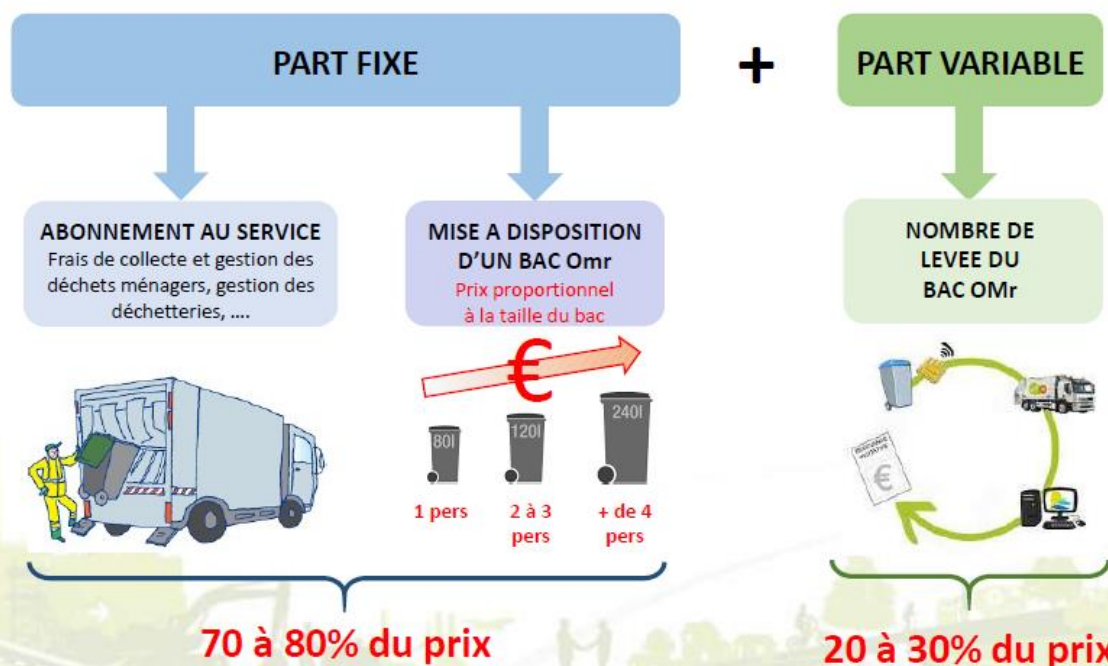 PART FIXE
+
PART VARIABLE
ABONNEMENT AU SERVICE
Frais de collecte et gestion des
déchets ménagers, gestion des
déchetteries, ....
MISE A DISPOSITION
D'UN BAC Omr
Prix proportionnel
à la taille du bac
NOMBRE DE
LEVEE DU
BAC OMr
€
80l
120l
240l
1 pers
2 à 3
pers
+ de 4
pers
€
70 à 80% du prix
20 à 30% du prix